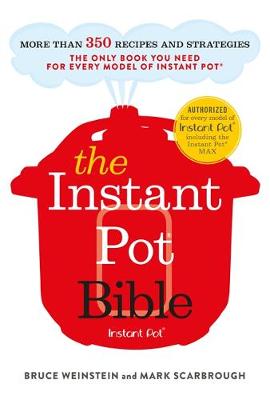 MORE THAN 350 RECIPES AND STRATEGIES
THE ONLY BOOK YOU NEED
FOR EVERY MODEL OF INSTANT POT®
AUTHORIZED
for every model of
Instant Pot®
including the
Instant Pot®
MAX
the
Instant
Pot
Bible
Instant Pot®
BRUCE WEINSTEIN and MARK SCARBROUGH